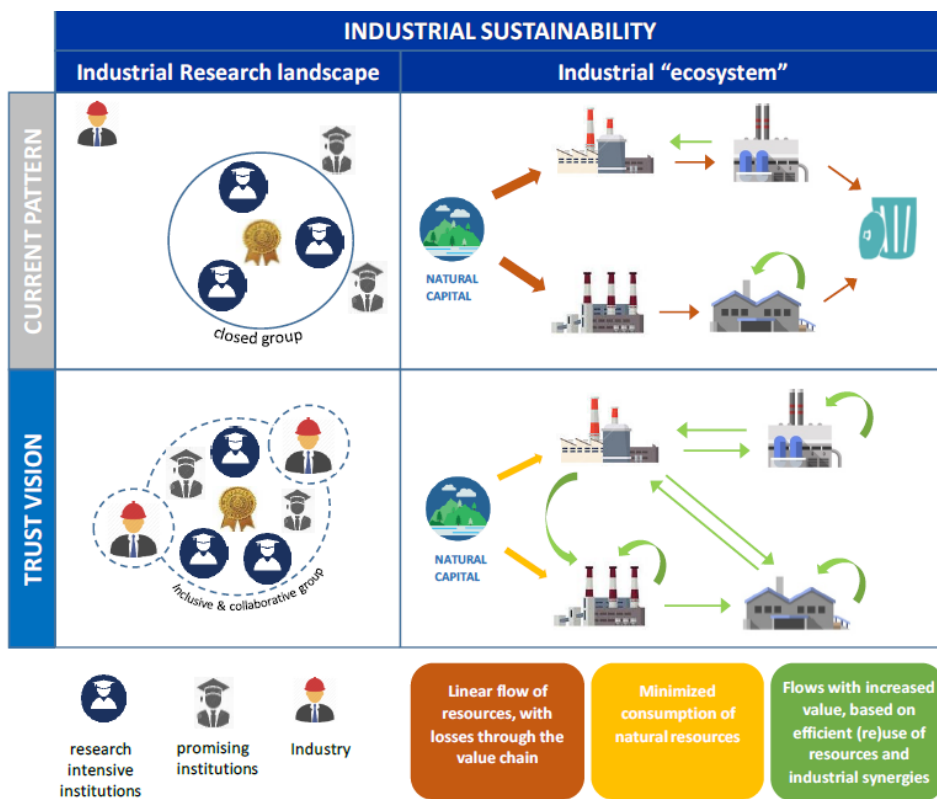 INDUSTRIAL SUSTAINABILITY
Industrial Research landscape
Industrial “ecosystem”
CURRENT PATTERN
closed group
NATURAL
CAPITAL
TRUST VISION
inclusive & collaborative group
NATURAL
CAPITAL
research
intensive
institutions
promising
institutions
Industry
Linear flow of
resources, with
losses through the
value chain
Minimized
consumption of
natural resources
Flows with increased
value, based on
efficient (re)use of
resources and
industrial synergies